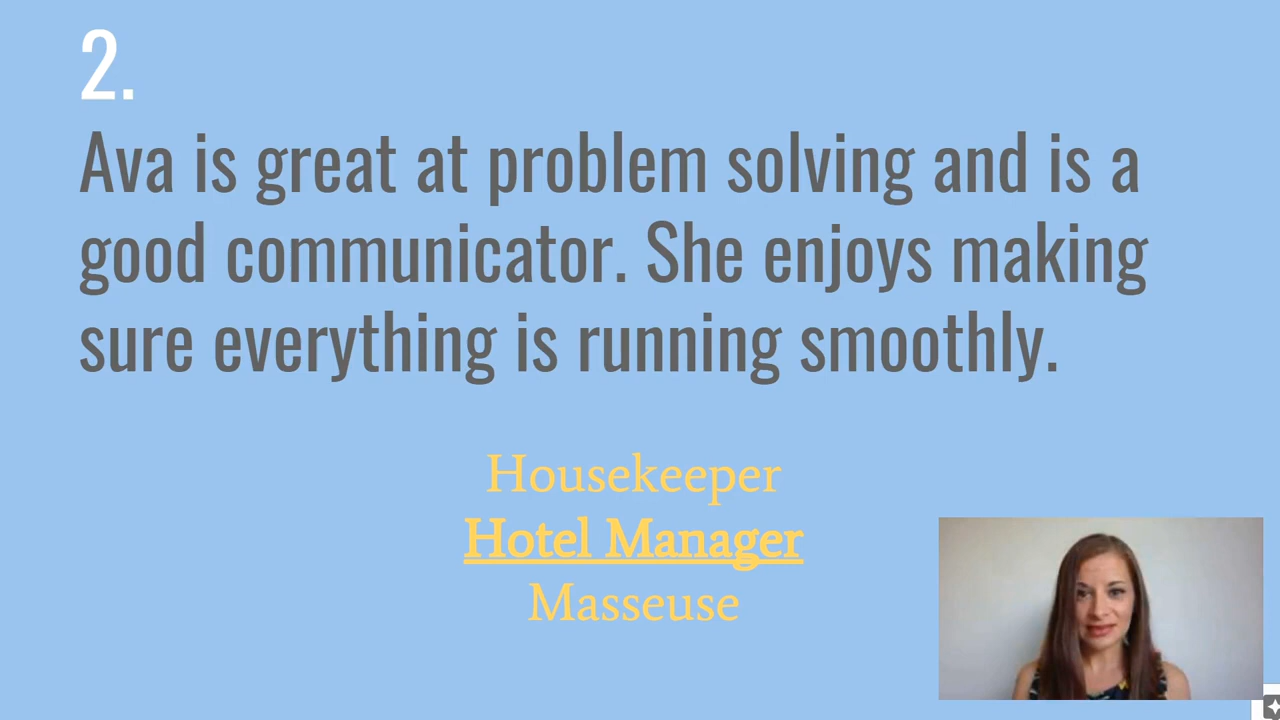 2.
Ava is great at problem solving and is a
good communicator. She enjoys making
sure everything is running smoothly.
Housekeeper
Hotel Manager
Masseuse